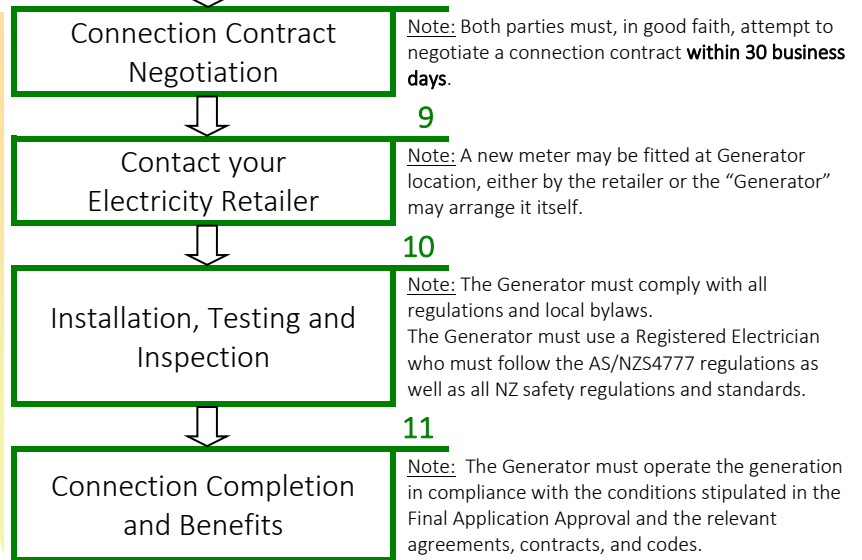 Connection Contract
Negotiation
Note: Both parties must, in good faith, attempt to
negotiate a connection contract within 30 business
days.
9
Contact your
Electricity Retailer
Note: A new meter may be fitted at Generator
location, either by the retailer or the “Generator”
may arrange it itself.
10
Installation, Testing and
Inspection
Note: The Generator must comply with all
regulations and local bylaws.
The Generator must use a Registered Electrician
who must follow the AS/NZS4777 regulations as
well as all NZ safety regulations and standards.
11
Connection Completion
and Benefits
Note: The Generator must operate the generation
in compliance with the conditions stipulated in the
Final Application Approval and the relevant
agreements, contracts, and codes.